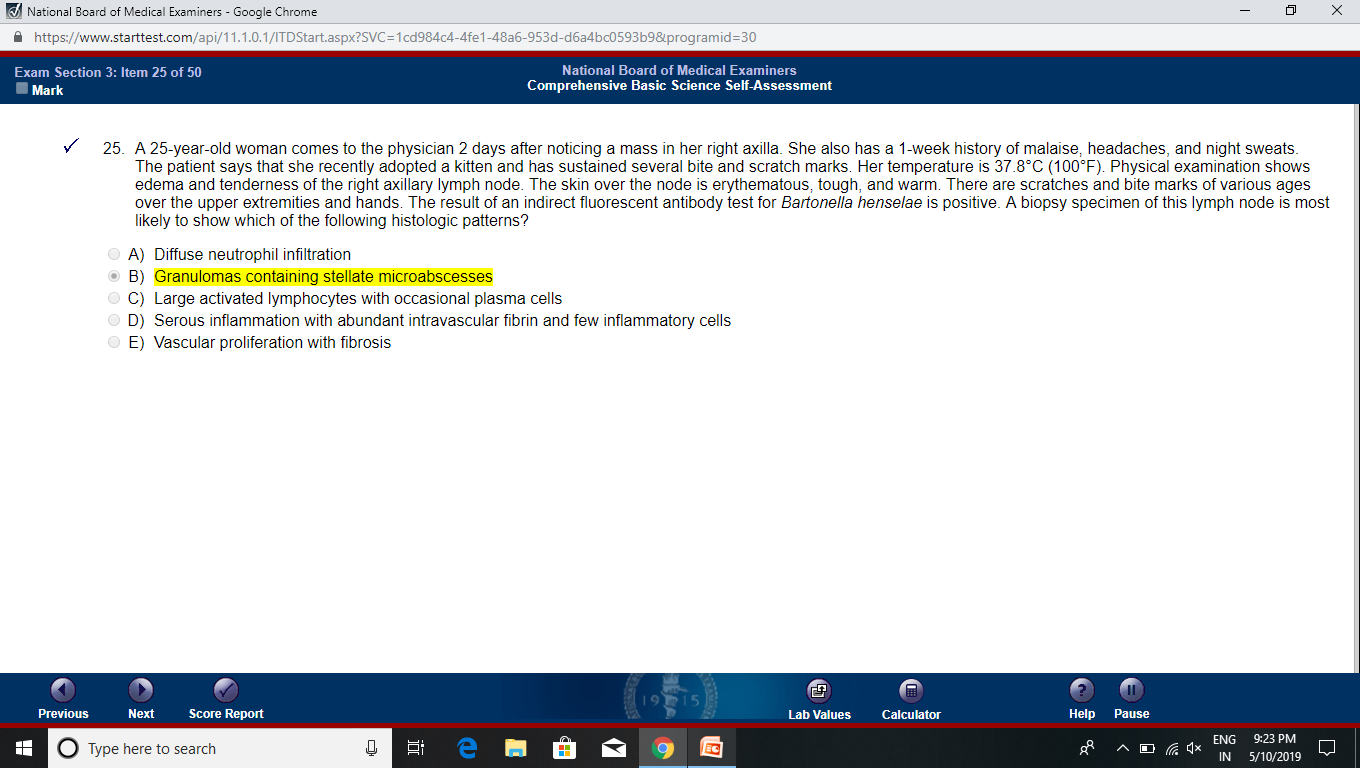 National Board of Medical Examiners - Google Chrome
https://www.starttest.com/api/11.1.0.1/ITDStart.aspx?SVC=1cd984c4-4fe1-48a6-953d-d6a4bc0593b9&programid=30
Exam Section 3: Item 25 of 50
National Board of Medical Examiners
Mark
Comprehensive Basic Science Self-Assessment
25. A 25-year-old woman comes to the physician 2 days after noticing a mass in her right axilla. She also has a 1-week history of malaise, headaches, and night sweats.
The patient says that she recently adopted a kitten and has sustained several bite and scratch marks. Her temperature is 37.8°C (100°F). Physical examination shows
edema and tenderness of the right axillary lymph node. The skin over the node is erythematous, tough, and warm. There are scratches and bite marks of various ages
over the upper extremities and hands. The result of an indirect fluorescent antibody test for Bartonella henselae is positive. A biopsy specimen of this lymph node is most
likely to show which of the following histologic patterns?
A) Diffuse neutrophil infiltration
B) Granulomas containing stellate microabscesses
C) Large activated lymphocytes with occasional plasma cells
D) Serous inflammation with abundant intravascular fibrin and few inflammatory cells
E) Vascular proliferation with fibrosis
19 15
Previous
Next
Score Report
Lab Values
Calculator
Help
Pause
Type here to search
ENG
IN
9:23 PM
5/10/2019